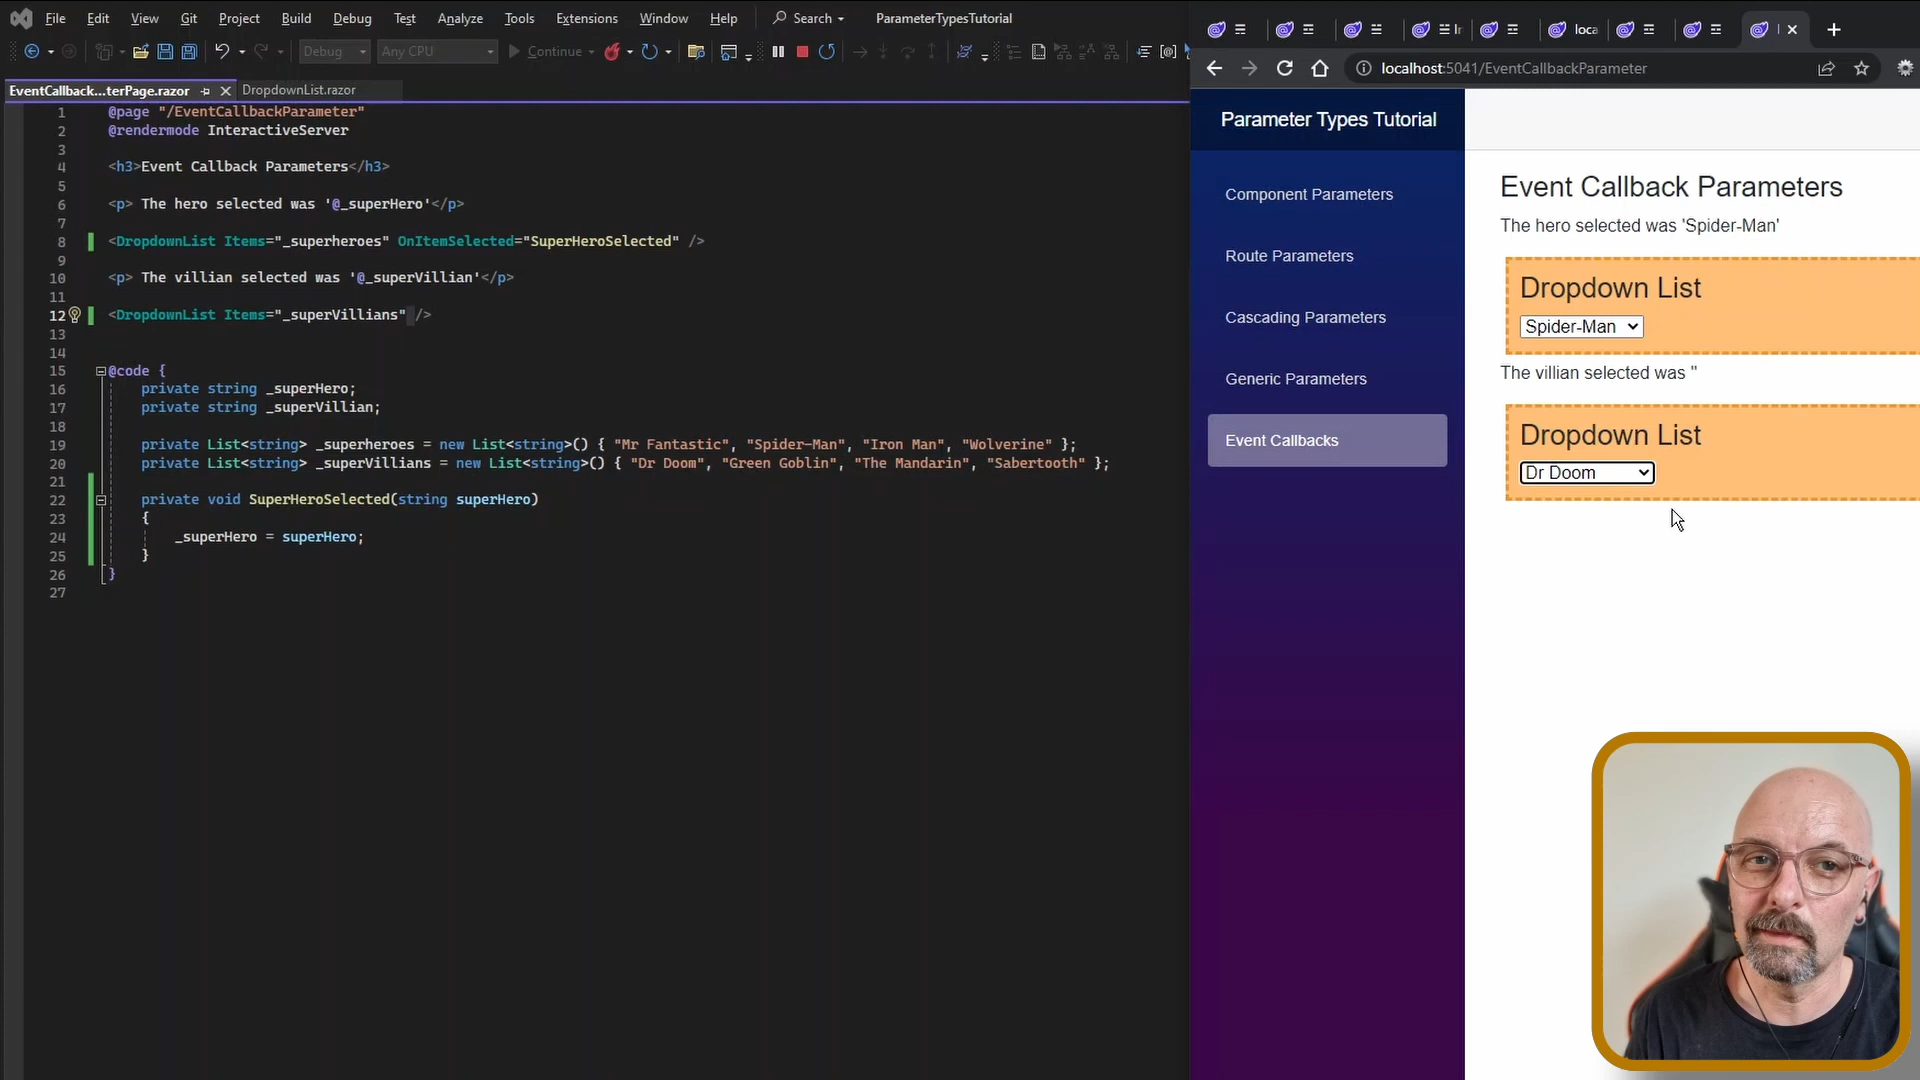 File Edit View Git Project Build Debug Test Analyze Tools Extensions Window Help Search ParameterTypesTutorial
Debug Any CPU Continue
EventCallback...terPage.razor DropdownList.razor
1 @page "/EventCallbackParameter"
2 @rendermode InteractiveServer
3
4 <h3>Event Callback Parameters</h3>
5
6 <p> The hero selected was '@_superHero'</p>
7
8 <DropdownList Items="_superheroes" OnItemSelected="SuperHeroSelected" />
9
10 <p> The villian selected was '@_superVillian'</p>
11
12 <DropdownList Items="_superVillians" />
13
14
15 @code {
16 private string _superHero;
17 private string _superVillian;
18
19 private List<string> _superheroes = new List<string>() { "Mr Fantastic", "Spider-Man", "Iron Man", "Wolverine" };
20 private List<string> _superVillians = new List<string>() { "Dr Doom", "Green Goblin", "The Mandarin", "Sabertooth" };
21
22 private void SuperHeroSelected(string superHero)
23 {
24 _superHero = superHero;
25 }
26 }
27
loca
localhost:5041/EventCallbackParameter
Parameter Types Tutorial
Component Parameters
Route Parameters
Cascading Parameters
Generic Parameters
Event Callbacks
Event Callback Parameters
The hero selected was 'Spider-Man'
Dropdown List
Spider-Man
The villian selected was ''
Dropdown List
Dr Doom